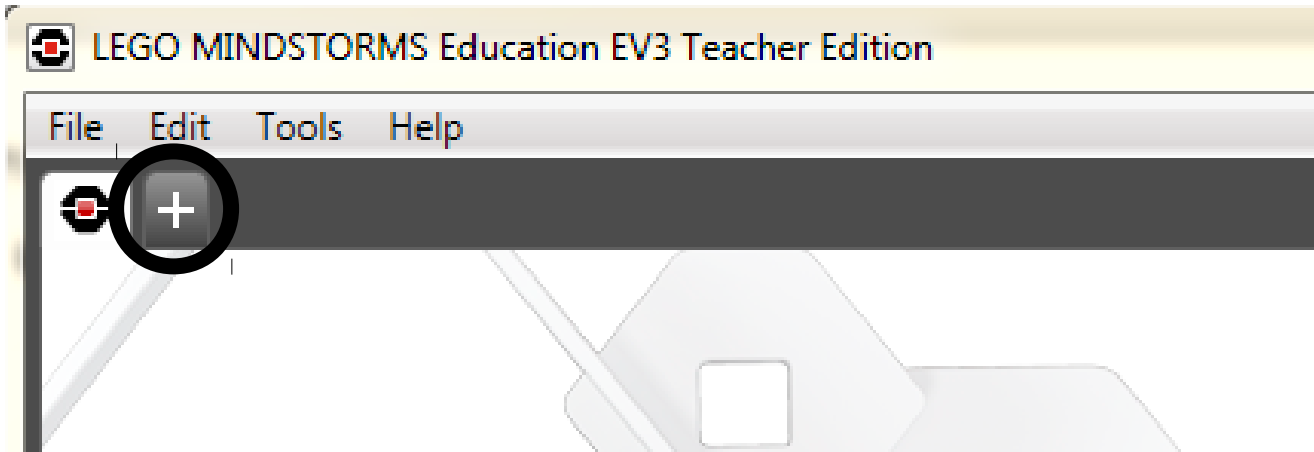 LEGO MINDSTORMS Education EV3 Teacher Edition
File Edit Tools Help
+